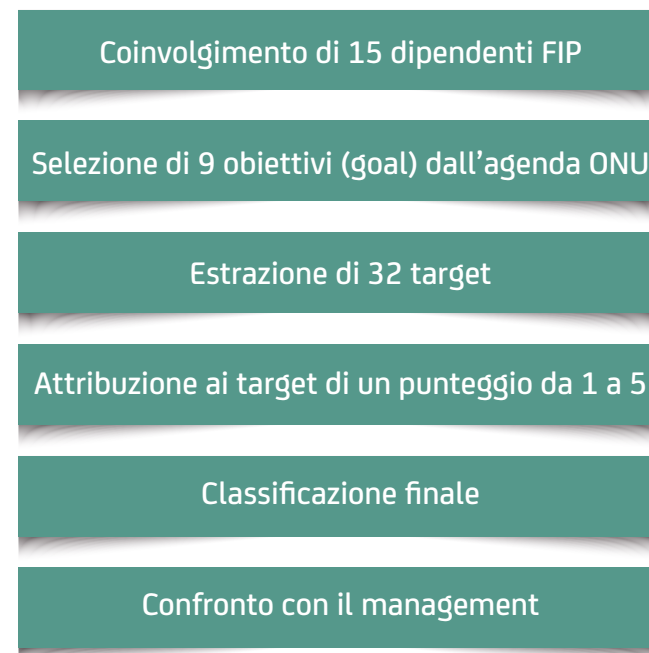 Coinvolgimento di 15 dipendenti FIP
Selezione di 9 obiettivi (goal) dall’agenda ONU
Estrazione di 32 target
Attribuzione ai target di un punteggio da 1 a 5
Classificazione finale
Confronto con il management